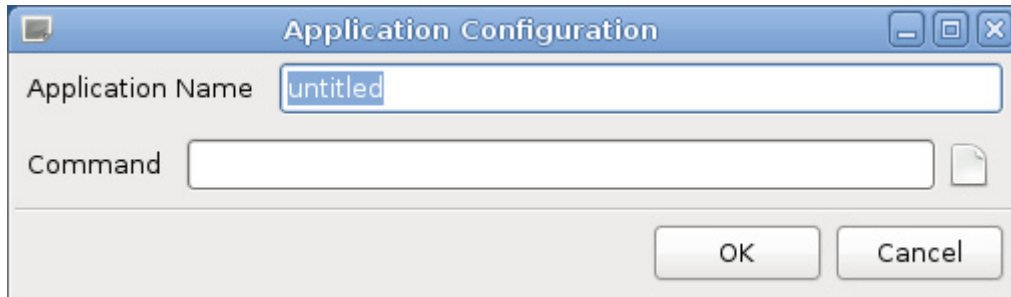 Application Configuration
Application Name untitled
Command
OK Cancel